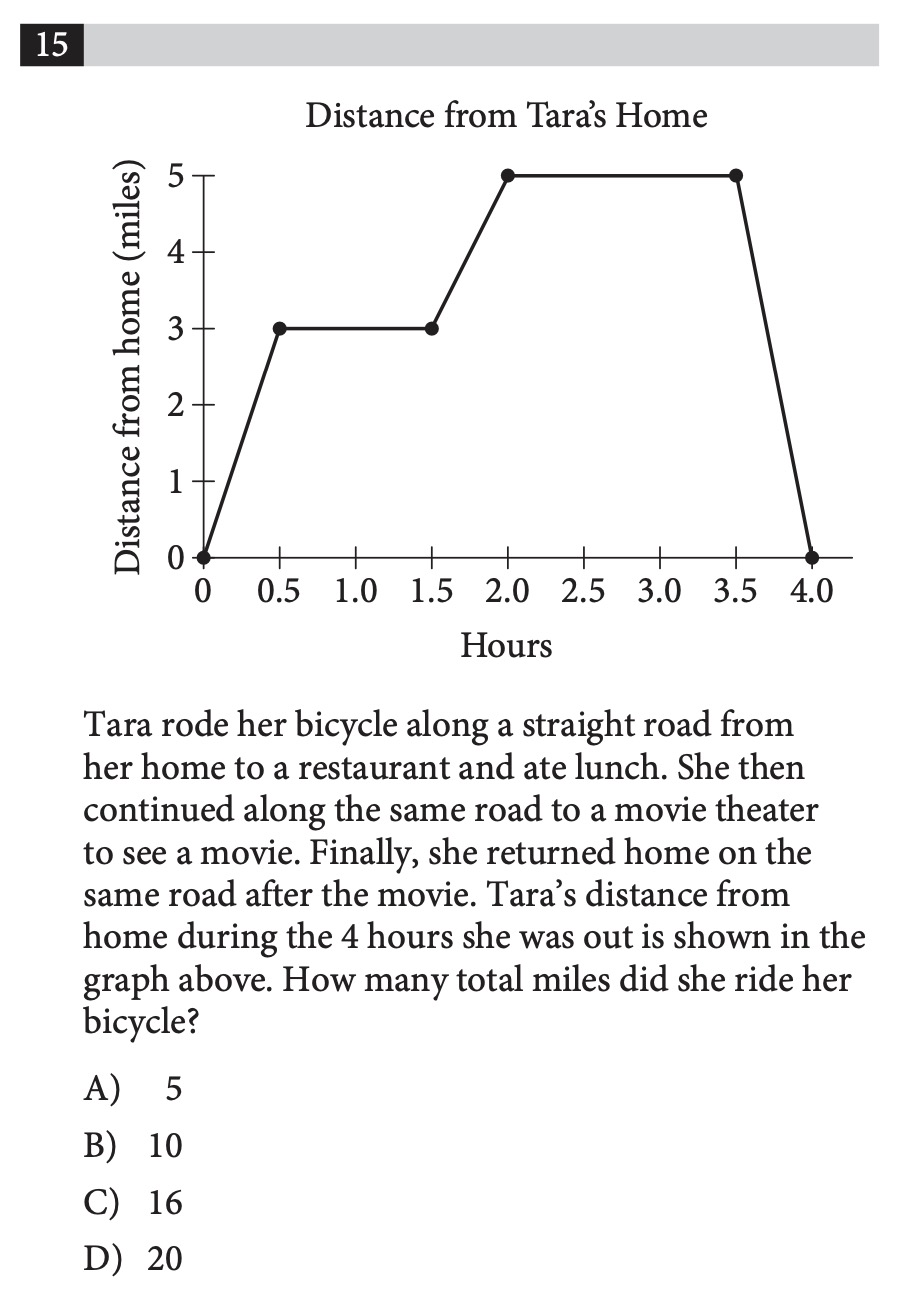 15
Distance from Tara's Home
Distance from home (miles)
5
4
3
2
1
0
0 0.5 1.0 1.5 2.0 2.5 3.0 3.5 4.0
Hours
Tara rode her bicycle along a straight road from
her home to a restaurant and ate lunch. She then
continued along the same road to a movie theater
to see a movie. Finally, she returned home on the
same road after the movie. Tara's distance from
home during the 4 hours she was out is shown in the
graph above. How many total miles did she ride her
bicycle?
A) 5
B) 10
C) 16
D) 20